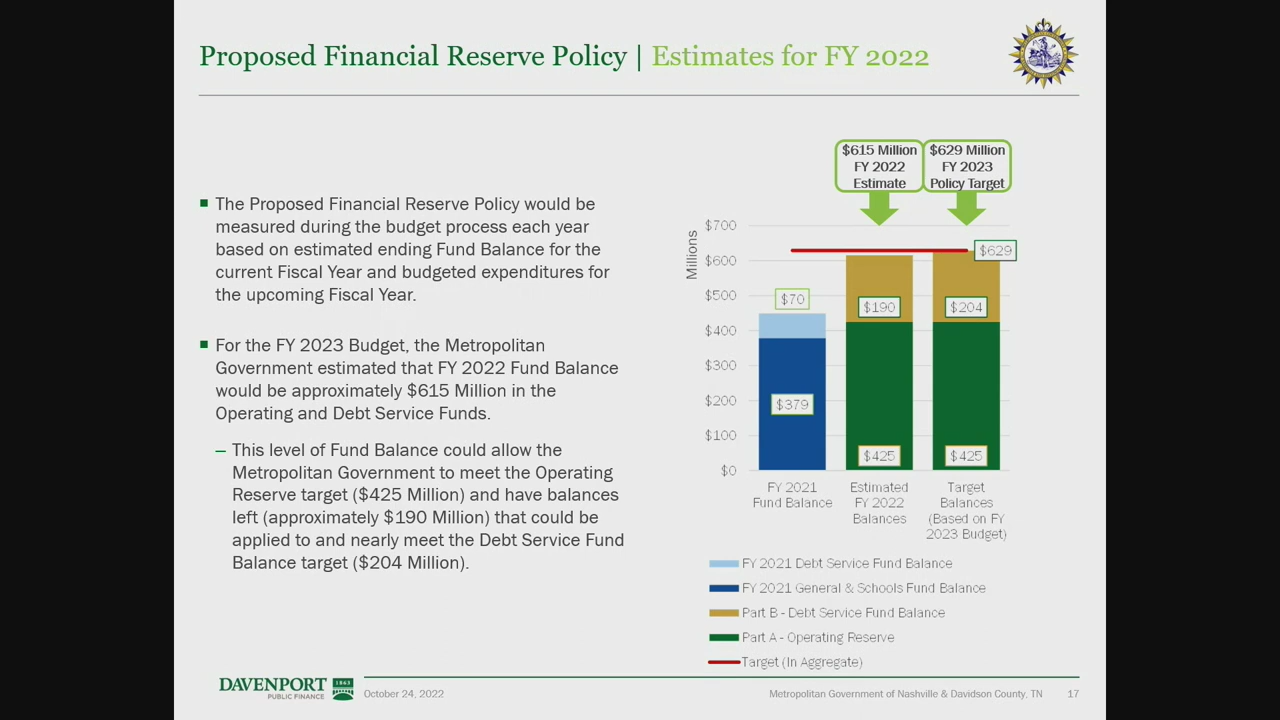 Proposed Financial Reserve Policy | Estimates for FY 2022
The Proposed Financial Reserve Policy would be
measured during the budget process each year
based on estimated ending Fund Balance for the
current Fiscal Year and budgeted expenditures for
the upcoming Fiscal Year.
For the FY 2023 Budget, the Metropolitan
Government estimated that FY 2022 Fund Balance
would be approximately $615 Million in the
Operating and Debt Service Funds.
– This level of Fund Balance could allow the
Metropolitan Government to meet the Operating
Reserve target ($425 Million) and have balances
left (approximately $190 Million) that could be
applied to and nearly meet the Debt Service Fund
Balance target ($204 Million).
$615 Million
FY 2022
Estimate
$629 Million
FY 2023
Policy Target
Millions
$700
$600
$500
$400
$300
$200
$100
$0
$70
$379
$190
$425
$629
$204
$425
FY 2021
Fund Balance
Estimated
FY 2022
Balances
Target
Balances
(Based on FY
2023 Budget)
FY 2021 Debt Service Fund Balance
FY 2021 General & Schools Fund Balance
Part B - Debt Service Fund Balance
Part A - Operating Reserve
Target (In Aggregate)
DAVENPORT
PUBLIC FINANCE
1863
October 24, 2022
Metropolitan Government of Nashville & Davidson County, TN
17